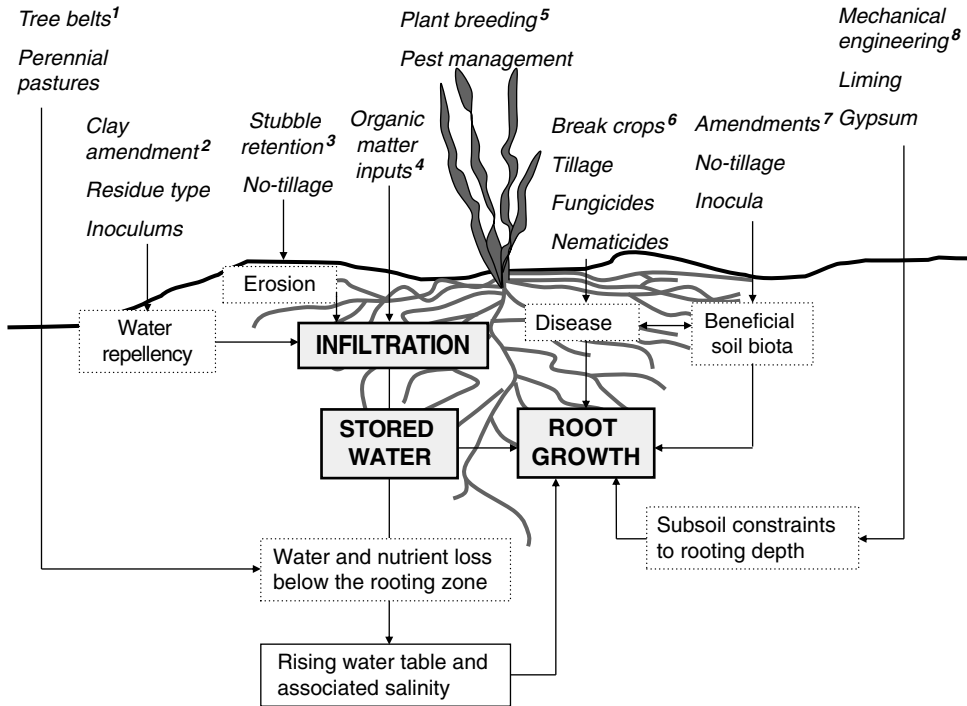 Tree belts¹
Perennial
pastures
Clay
amendment²
Residue type
Inoculums
Stubble
retention³
No-tillage
Organic
matter
inputs⁴
Plant breeding⁵
Pest management
Break crops⁶
Tillage
Fungicides
Nematicides
Amendments⁷
No-tillage
Inocula
Mechanical
engineering⁸
Liming
Gypsum
Erosion
Water
repellency
INFILTRATION
Disease
Beneficial
soil biota
STORED
WATER
ROOT
GROWTH
Subsoil constraints
to rooting depth
Water and nutrient loss
below the rooting zone
Rising water table and
associated salinity